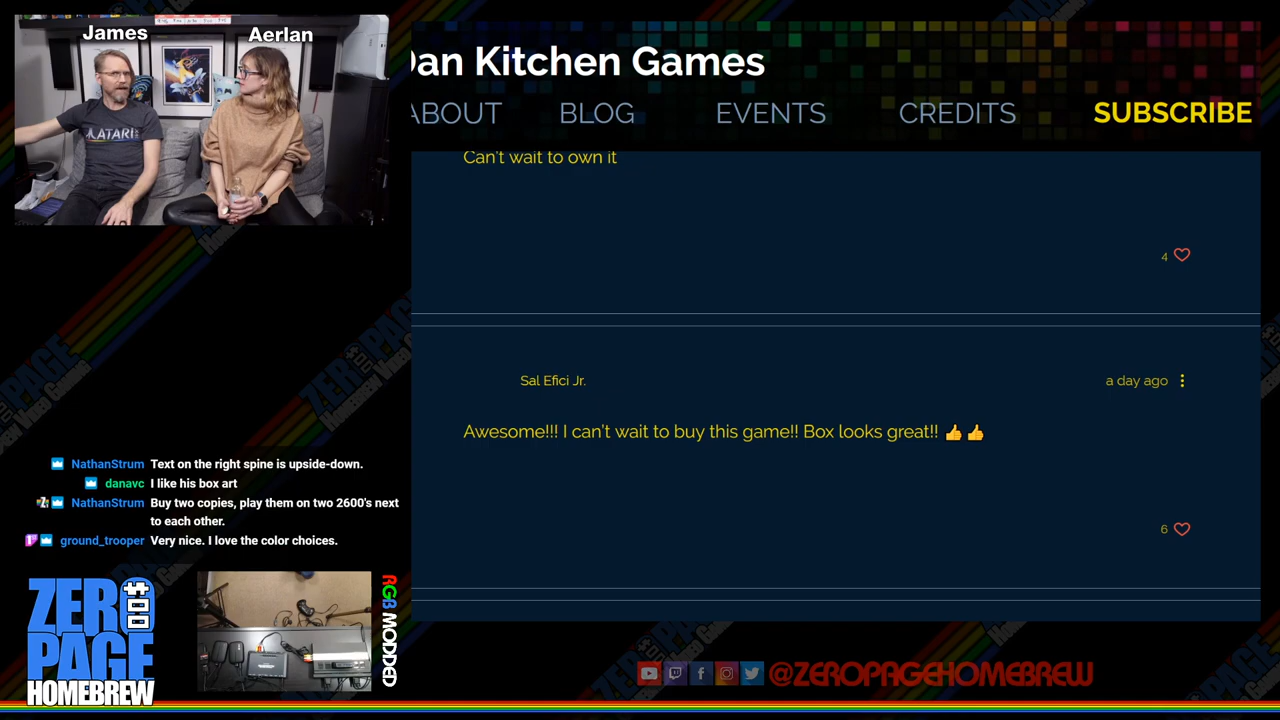 James
Aerlan
ATARI
Dan Kitchen Games
ABOUT
BLOG
EVENTS
CREDITS
SUBSCRIBE
Can't wait to own it
4
Sal Efici Jr.
a day ago
Awesome!!! I can't wait to buy this game!! Box looks great!! 👍👍
6
NathanStrum Text on the right spine is upside-down.
danavc I like his box art
NathanStrum Buy two copies, play them on two 2600's next
to each other.
ground_trooper Very nice. I love the color choices.
ZERO
$00
PAGE
HOMEBREW
RGB MODDED
@ZEROPAGEHOMEBREW